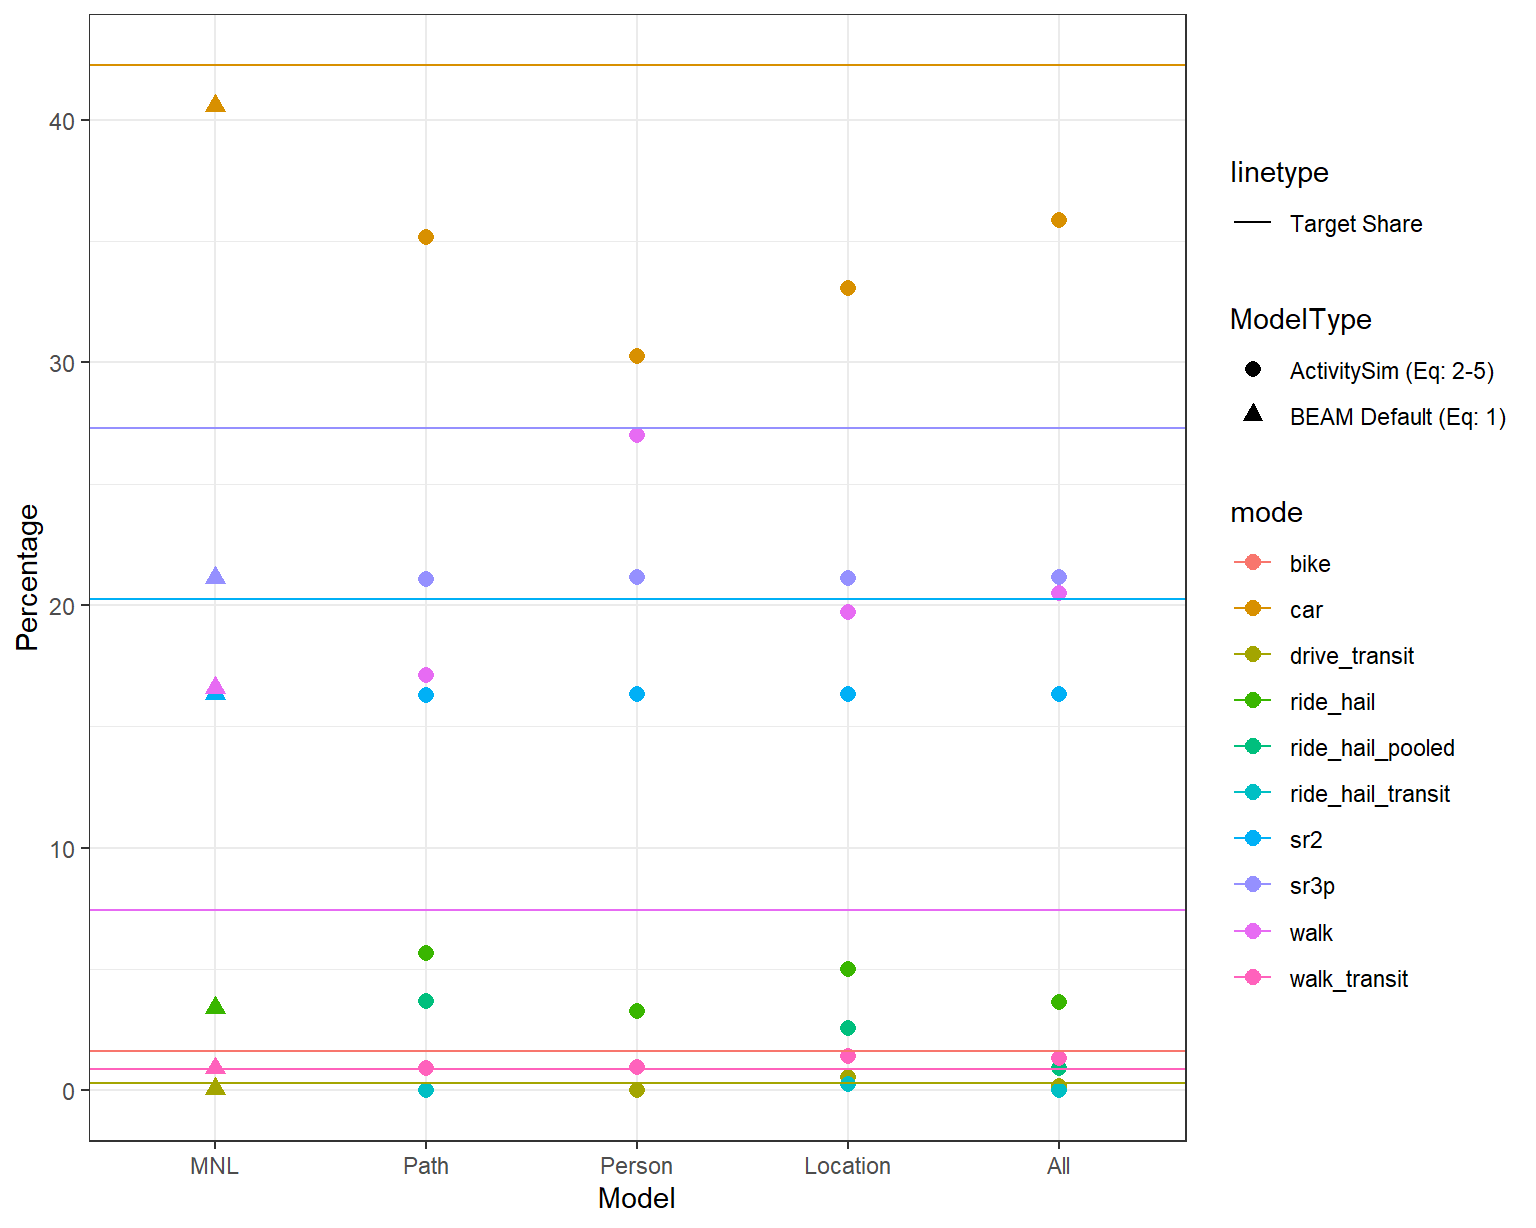 Percentage
40
30
20
10
0
MNL
Path
Person
Location
All
Model
linetype
Target Share
ModelType
ActivitySim (Eq: 2-5)
BEAM Default (Eq: 1)
mode
bike
car
drive_transit
ride_hail
ride_hail_pooled
ride_hail_transit
sr2
sr3p
walk
walk_transit